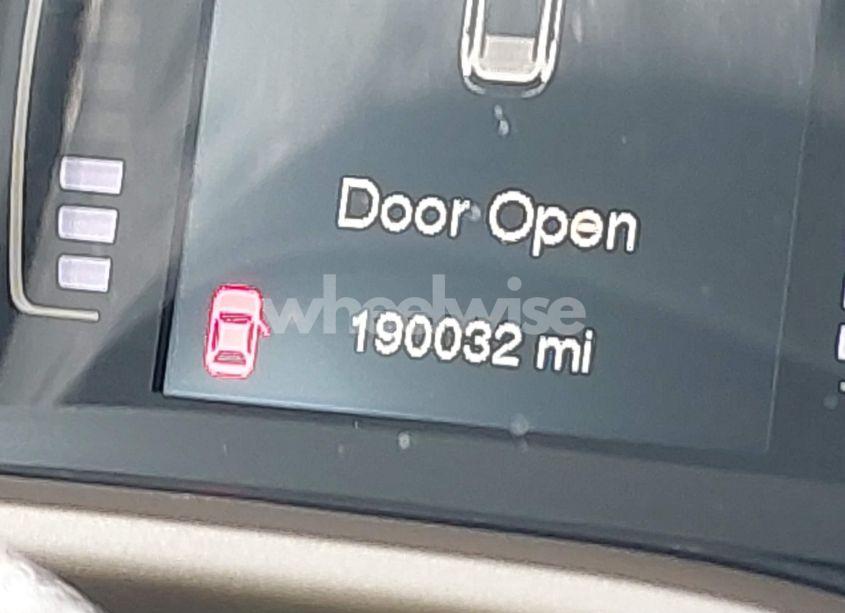 Door Open
wheelwise
190032 mi